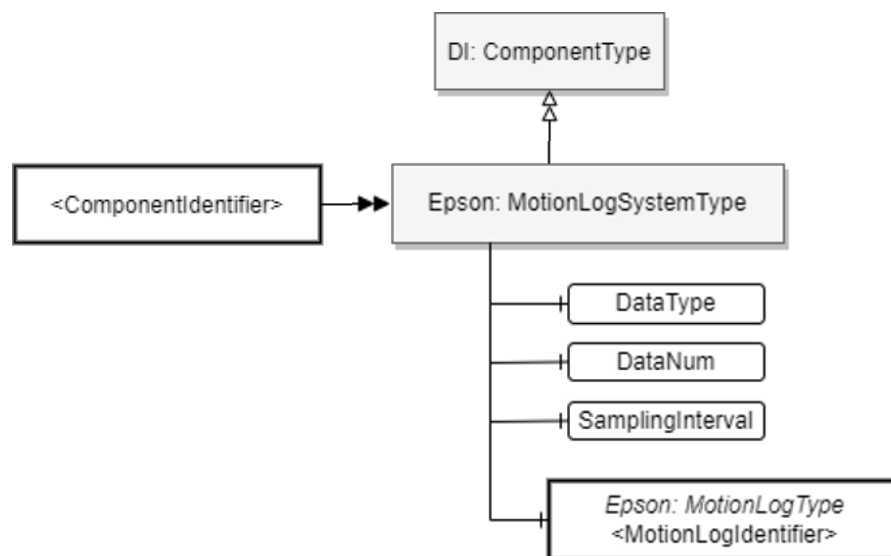 DI: ComponentType
<ComponentIdentifier>
Epson: MotionLogSystemType
DataType
DataNum
SamplingInterval
Epson: MotionLogType
<MotionLogIdentifier>